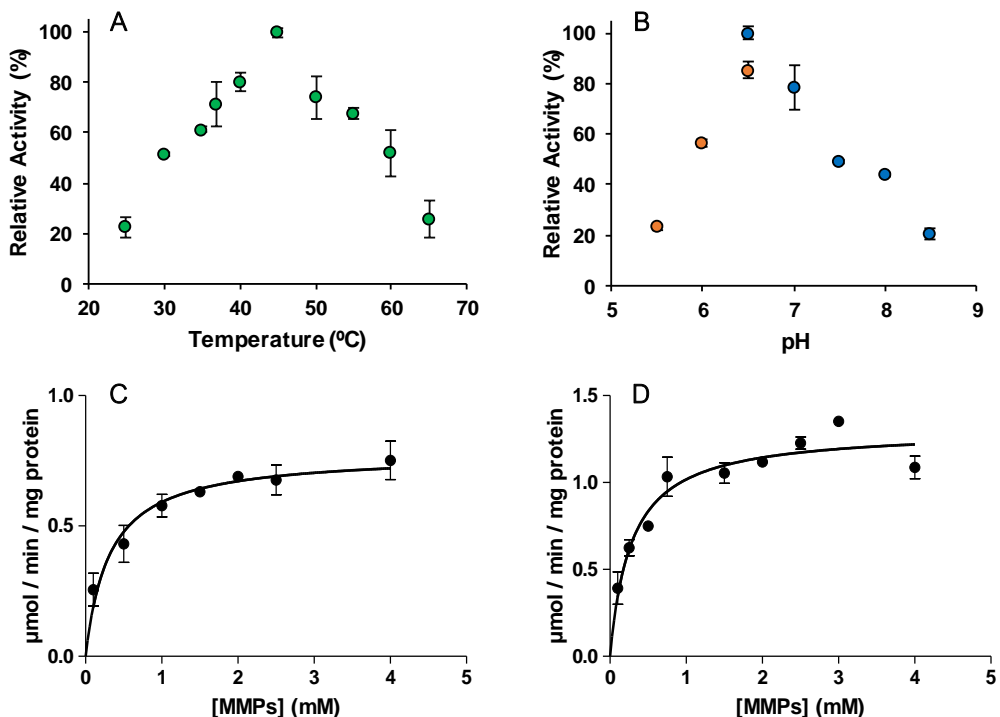 A
Relative Activity (%)
100
80
60
40
20
0
20 30 40 50 60 70
Temperature (ºC)
B
Relative Activity (%)
100
80
60
40
20
0
5 6 7 8 9
pH
C
µmol / min / mg protein
1.0
0.5
0.0
0 1 2 3 4 5
[MMPs] (mM)
D
µmol / min / mg protein
1.5
1.0
0.5
0.0
0 1 2 3 4 5
[MMPs] (mM)